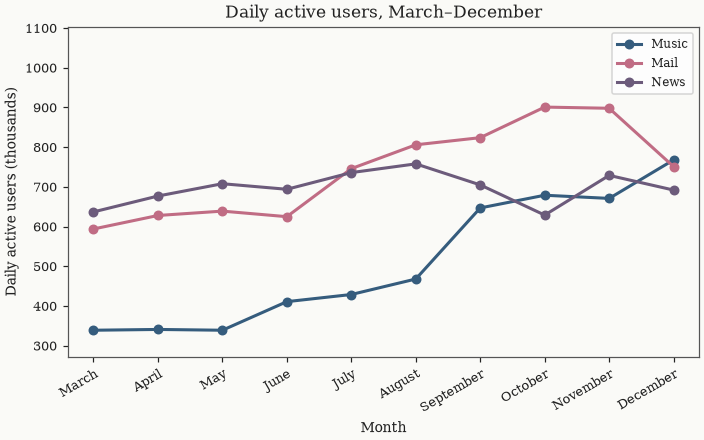 Daily active users, March–December
Daily active users (thousands)
1100
1000
900
800
700
600
500
400
300
Music
Mail
News
March
April
May
June
July
August
September
October
November
December
Month